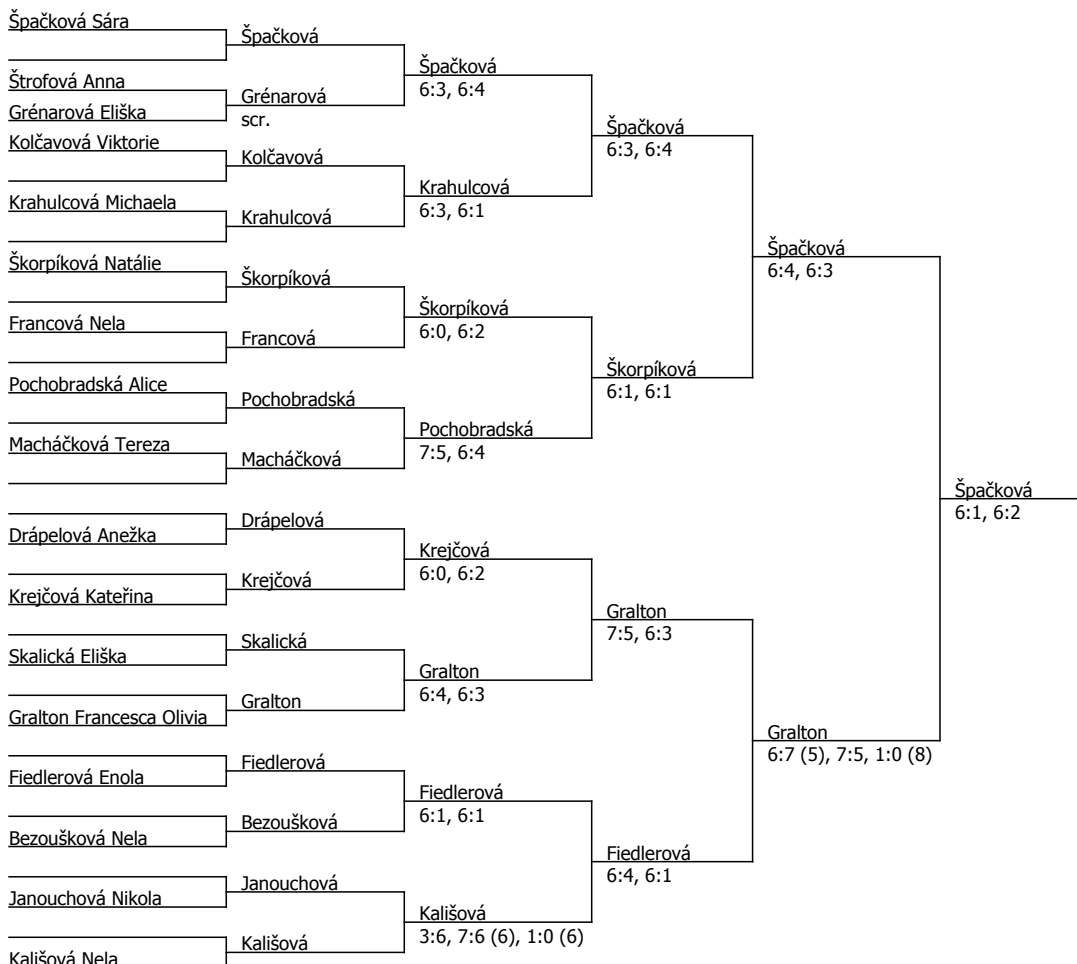 Špačková Sára
Štrofová Anna
Grénarová Eliška
Kolčavová Viktorie
Krahulcová Michaela
Škorpíková Natálie
Francová Nela
Pochobradská Alice
Macháčková Tereza
Drápelová Anežka
Krejčová Kateřina
Skalická Eliška
Gralton Francesca Olivia
Fiedlerová Enola
Bezoušková Nela
Janouchová Nikola
Kališová Nela
Špačková
Grénarová
scr.
Kolčavová
Krahulcová
Škorpíková
Francová
Pochobradská
Macháčková
Drápelová
Krejčová
Skalická
Gralton
Fiedlerová
Bezoušková
Janouchová
Kališová
Špačková
6:3, 6:4
Krahulcová
6:3, 6:1
Škorpíková
6:0, 6:2
Pochobradská
7:5, 6:4
Krejčová
6:0, 6:2
Gralton
6:4, 6:3
Fiedlerová
6:1, 6:1
Kališová
3:6, 7:6 (6), 1:0 (6)
Špačková
6:3, 6:4
Škorpíková
6:1, 6:1
Gralton
7:5, 6:3
Fiedlerová
6:4, 6:1
Špačková
6:4, 6:3
Gralton
6:7 (5), 7:5, 1:0 (8)
Špačková
6:1, 6:2